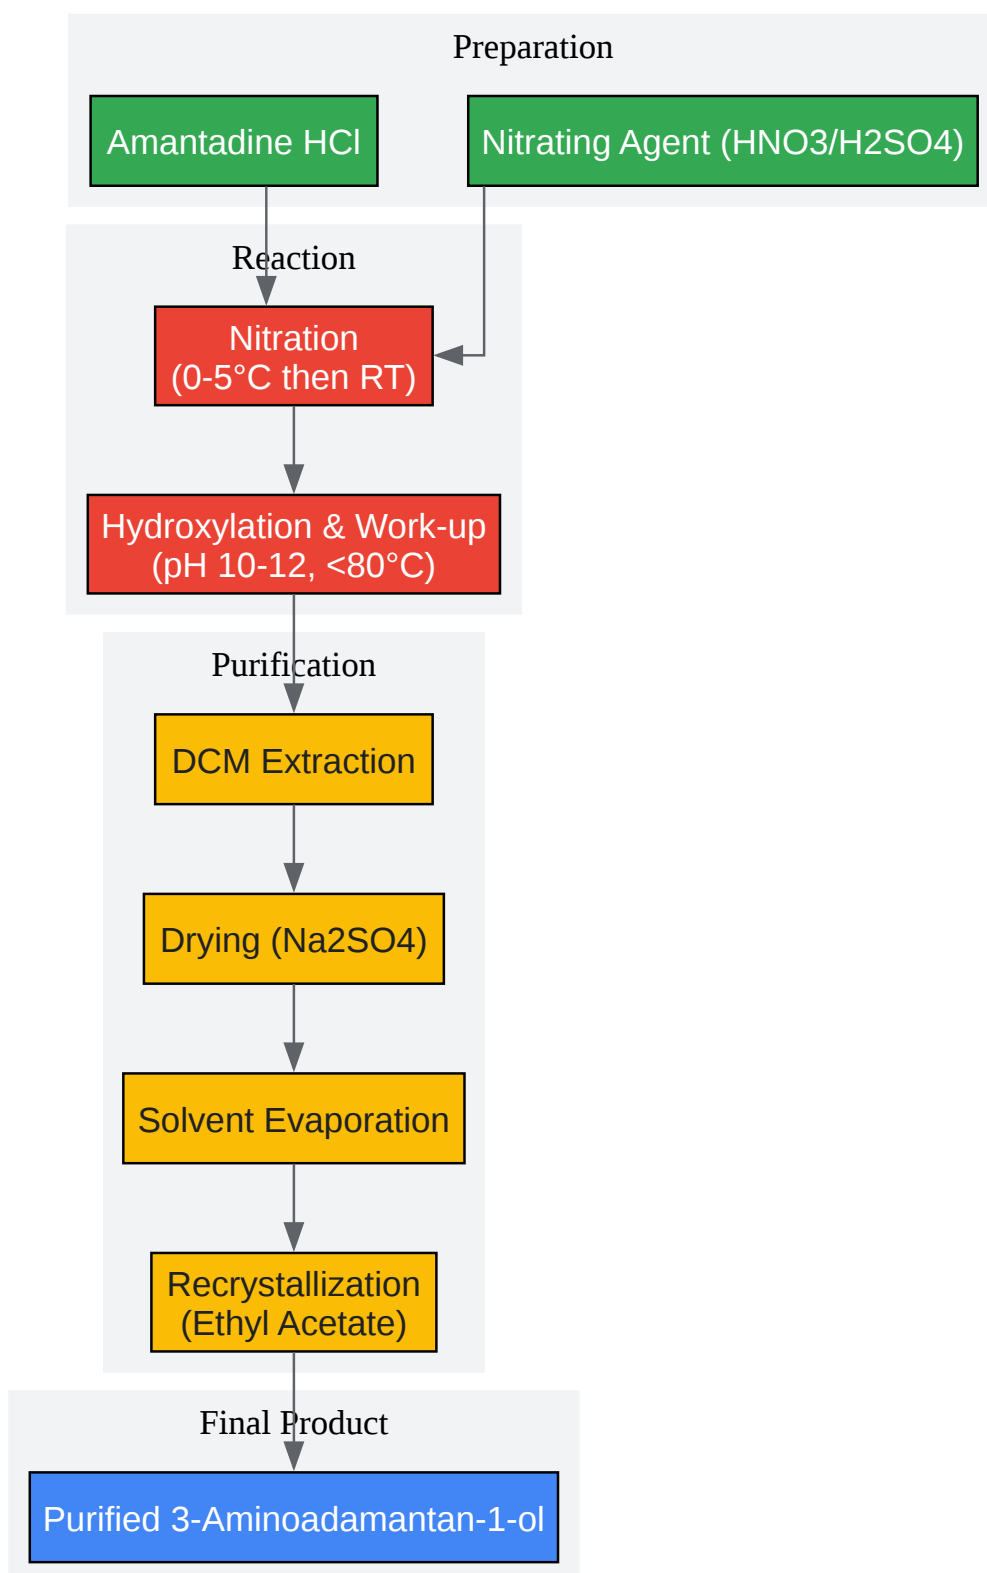 Preparation
Amantadine HCl
Nitrating Agent (HNO3/H2SO4)
Reaction
Nitration
(0-5°C then RT)
Hydroxylation & Work-up
(pH 10-12, <80°C)
Purification
DCM Extraction
Drying (Na2SO4)
Solvent Evaporation
Recrystallization
(Ethyl Acetate)
Final Product
Purified 3-Aminoadamantan-1-ol